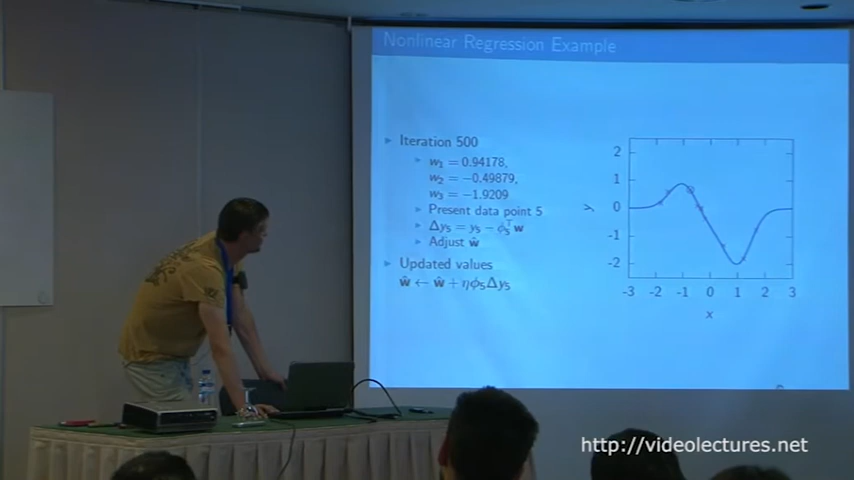 Nonlinear Regression Example
Iteration 500
w₁ = 0.94178,
w₂ = −0.49879,
w₃ = −1.9209
Present data point 5
Δy₅ = y₅ − ϕ₅ᵀw
Adjust ŵ
Updated values
ŵ ← ŵ + ηϕ₅Δy₅
2
1
0
-1
-2
y
-3 -2 -1 0 1 2 3
x
http://videolectures.net